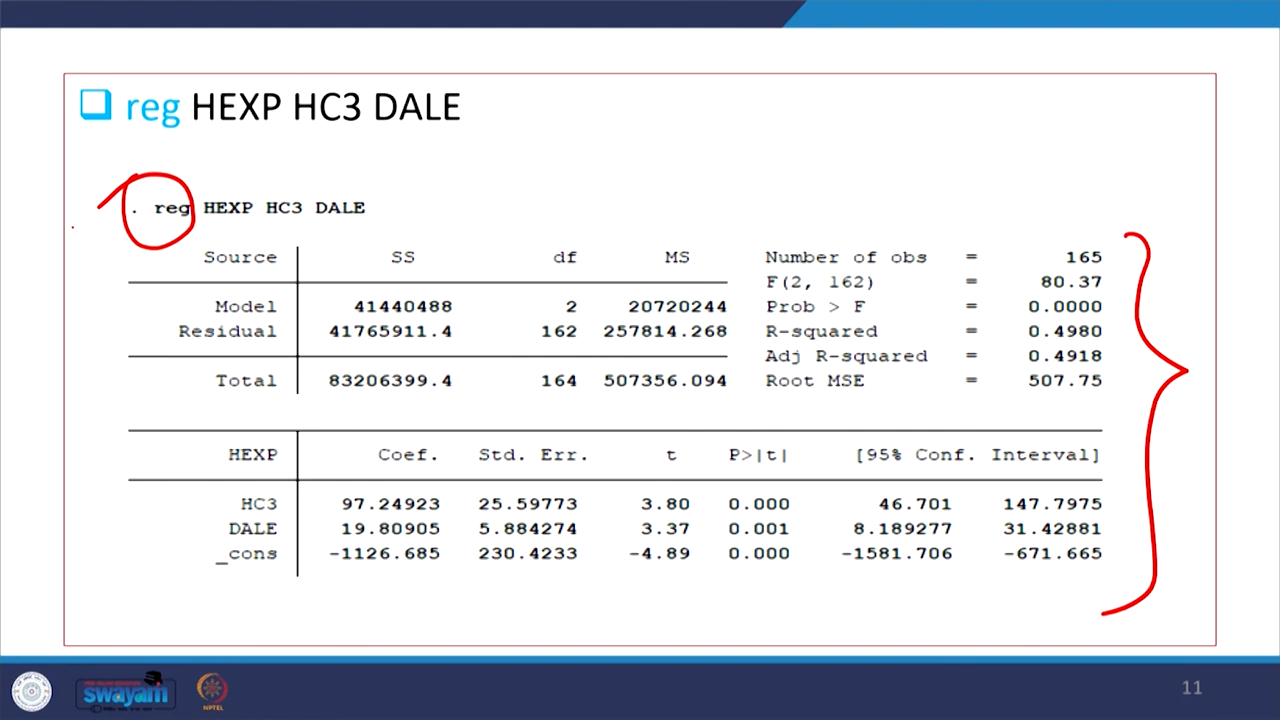 reg HEXP HC3 DALE
. reg HEXP HC3 DALE
Source SS df MS Number of obs = 165
F(2, 162) = 80.37
Model 41440488 2 20720244 Prob > F = 0.0000
Residual 41765911.4 162 257814.268 R-squared = 0.4980
Adj R-squared = 0.4918
Total 83206399.4 164 507356.094 Root MSE = 507.75
HEXP Coef. Std. Err. t P>|t| [95% Conf. Interval]
HC3 97.24923 25.59773 3.80 0.000 46.701 147.7975
DALE 19.80905 5.884274 3.37 0.001 8.189277 31.42881
_cons -1126.685 230.4233 -4.89 0.000 -1581.706 -671.665
swayam
NPTEL
11